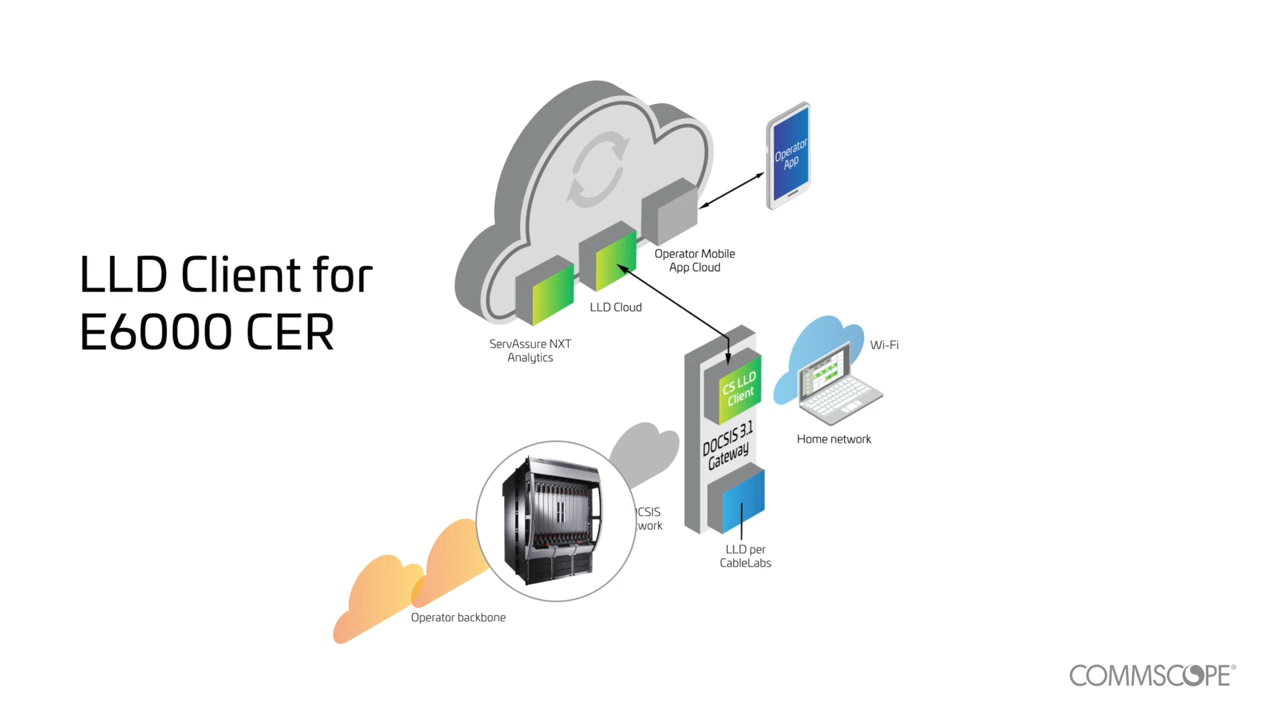 LLD Client for
E6000 CER
Operator
App
Operator Mobile
App Cloud
LLD Cloud
ServAssure NXT
Analytics
CS LLD
Client
Wi-Fi
DOCSIS 3.1
Gateway
Home network
CSIS
work
LLD per
CableLabs
Operator backbone
COMMSCOPE®